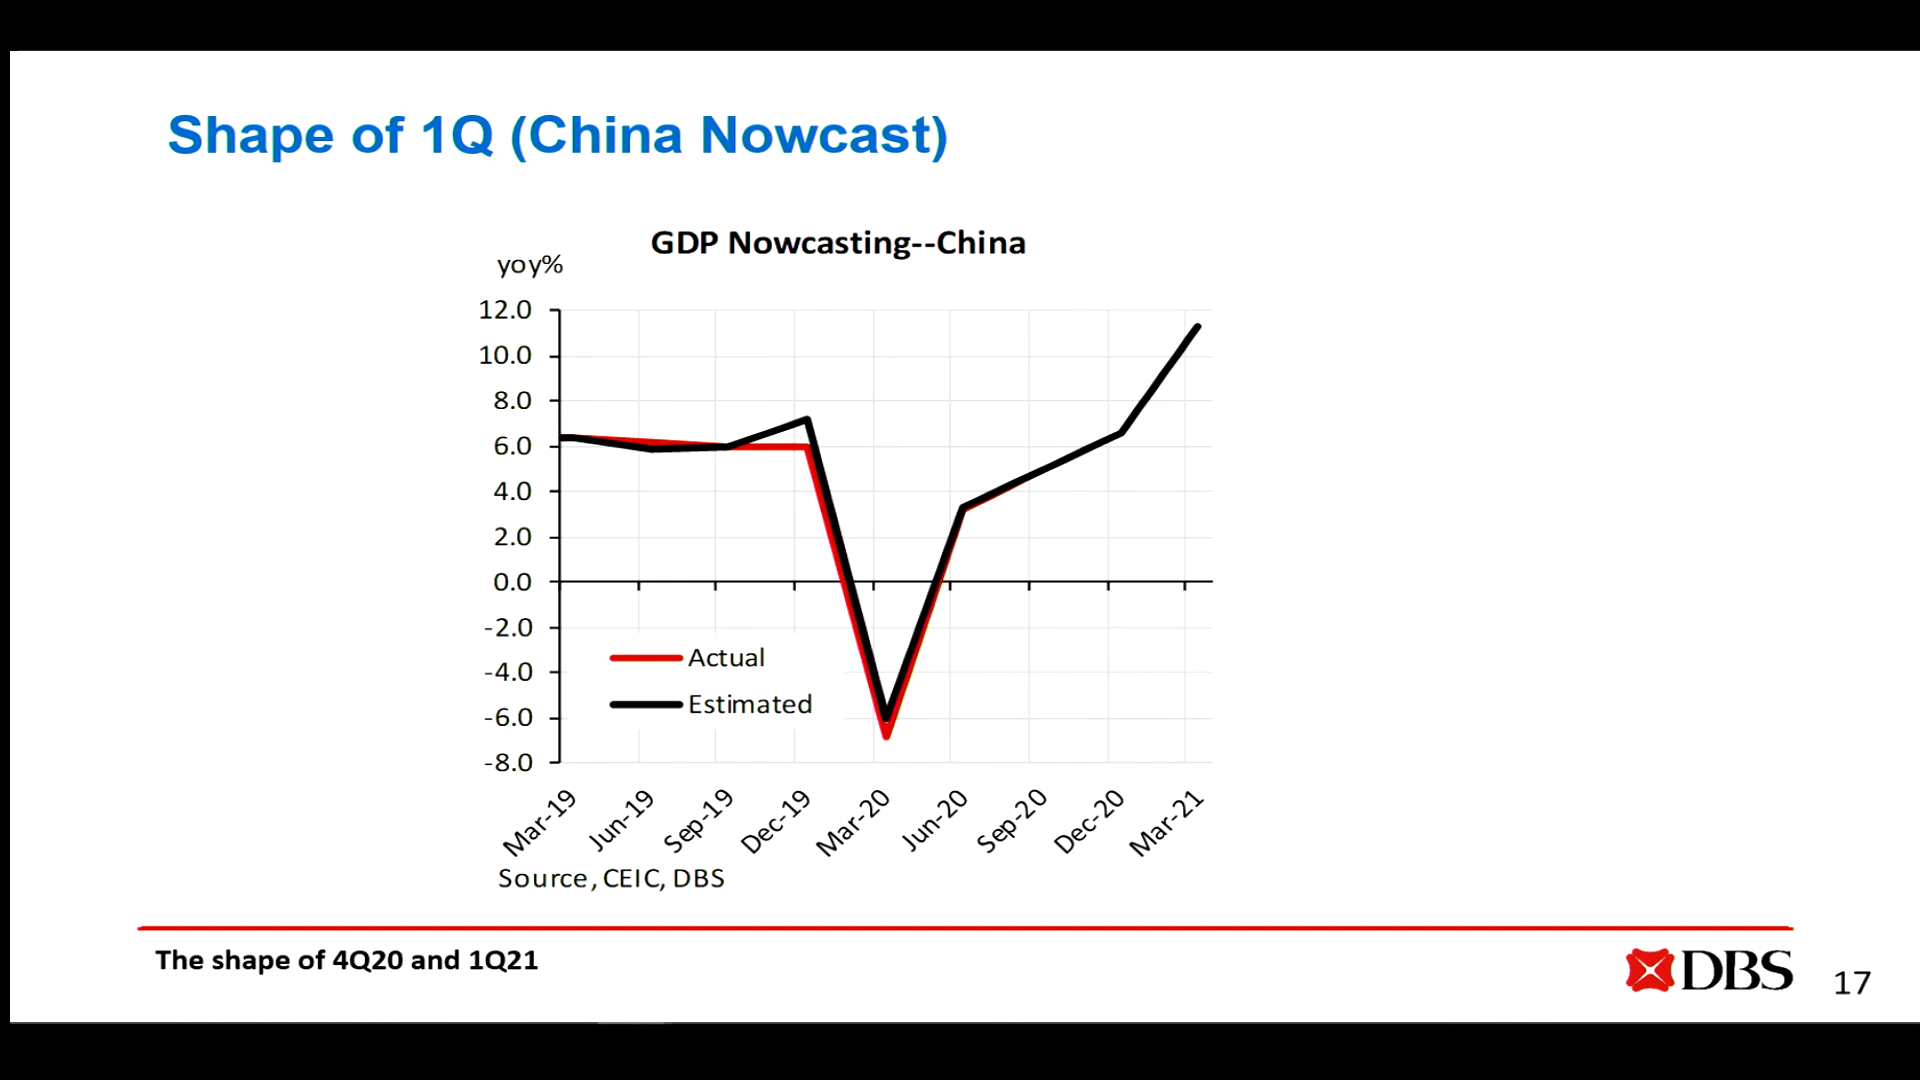 Shape of 1Q (China Nowcast)
GDP Nowcasting--China
yoy%
12.0
10.0
8.0
6.0
4.0
2.0
0.0
-2.0
-4.0
-6.0
-8.0
Actual
Estimated
Mar-19
Jun-19
Sep-19
Dec-19
Mar-20
Jun-20
Sep-20
Dec-20
Mar-21
Source, CEIC, DBS
The shape of 4Q20 and 1Q21
DBS
17